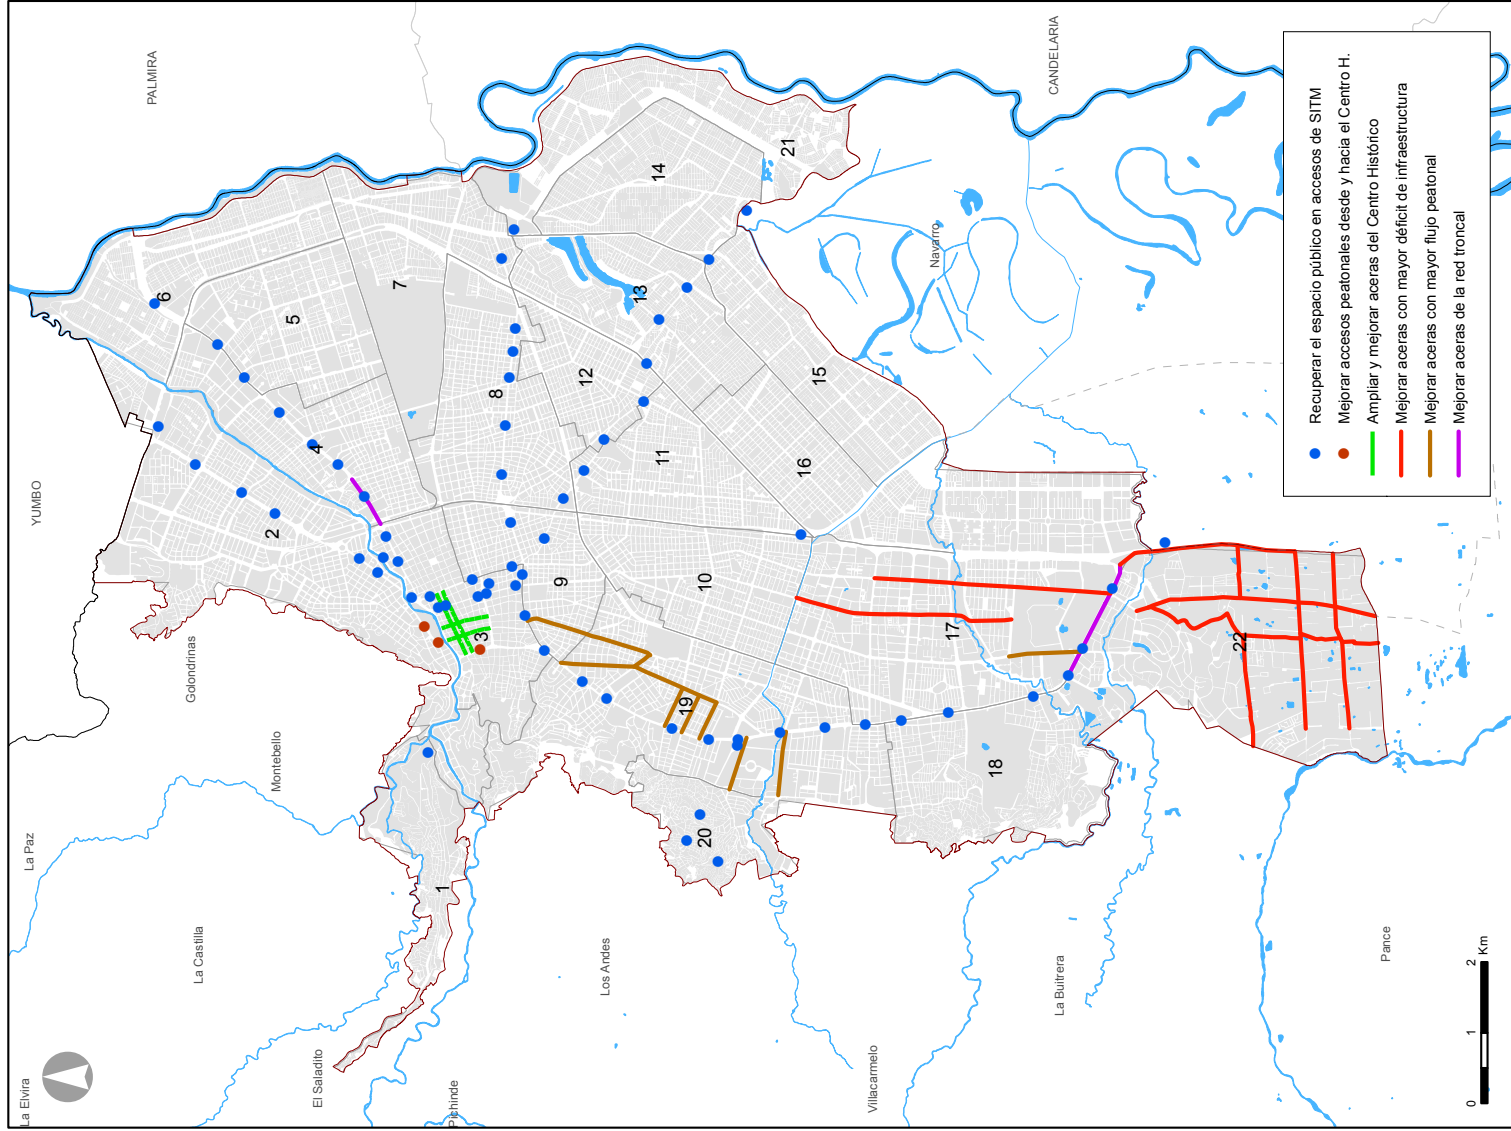 PALMIRA
CANDELARIA
YUMBO
Golondrinas
Montebello
La Paz
La Castilla
La Elvira
El Saladito
Pichinde
Los Andes
Villacarmelo
La Buitrera
Pance
Navarro
1
2
3
4
5
6
7
8
9
10
11
12
13
14
15
16
17
18
19
20
21
22
Recuperar el espacio público en accesos de SITM
Mejorar accesos peatonales desde y hacia el Centro H.
Ampliar y mejorar aceras del Centro Histórico
Mejorar aceras con mayor déficit de infraestructura
Mejorar aceras con mayor flujo peatonal
Mejorar aceras de la red troncal
0 1 2
Km